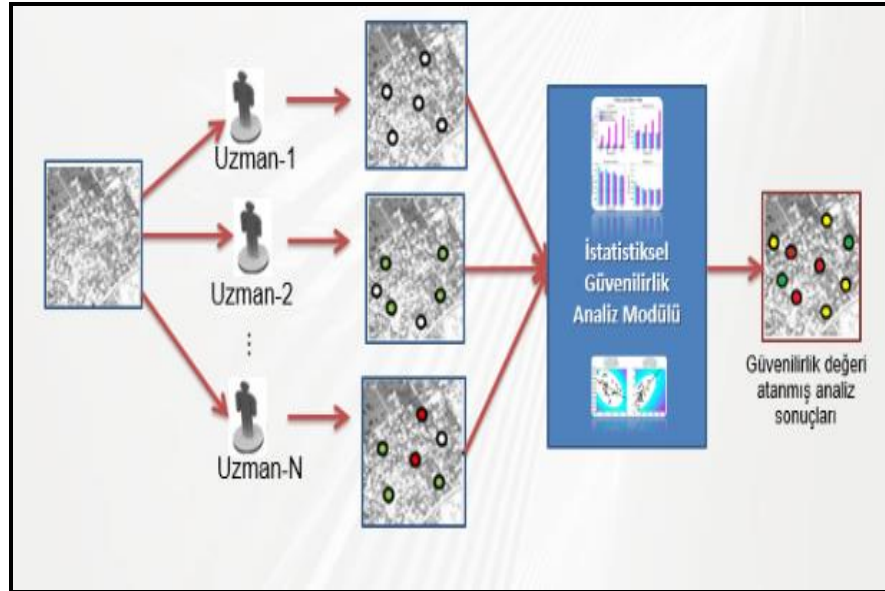 Uzman-1
Uzman-2
⋮
Uzman-N
İstatistiksel
Güvenilirlik
Analiz Modülü
Güvenilirlik değeri
atanmış analiz
sonuçları